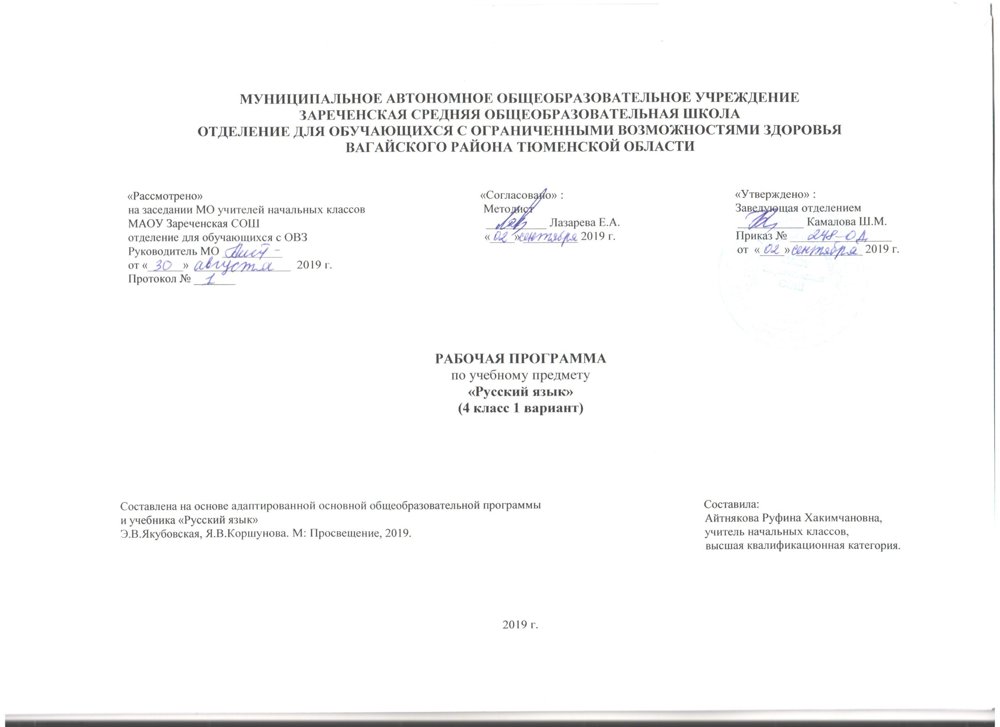 МУНИЦИПАЛЬНОЕ АВТОНОМНОЕ ОБЩЕОБРАЗОВАТЕЛЬНОЕ УЧРЕЖДЕНИЕ
ЗАРЕЧЕНСКАЯ СРЕДНЯЯ ОБЩЕОБРАЗОВАТЕЛЬНАЯ ШКОЛА
ОТДЕЛЕНИЕ ДЛЯ ОБУЧАЮЩИХСЯ С ОГРАНИЧЕННЫМИ ВОЗМОЖНОСТЯМИ ЗДОРОВЬЯ
ВАГАЙСКОГО РАЙОНА ТЮМЕНСКОЙ ОБЛАСТИ
«Рассмотрено»
на заседании МО учителей начальных классов
МАОУ Зареченская СОШ
отделение для обучающихся с ОВЗ
Руководитель МО
от «30» августа 2019 г.
Протокол № 1
«Согласовано» :
Методист
Лазарева Е.А.
«02» сентября 2019 г.
«Утверждено» :
Заведующая отделением
Камалова Ш.М.
Приказ № 248-ОД
от «02» сентября 2019 г.
МАОУ
СОШ
РАБОЧАЯ ПРОГРАММА
по учебному предмету
«Русский язык»
(4 класс 1 вариант)
Составлена на основе адаптированной основной общеобразовательной программы
и учебника «Русский язык»
Э.В.Якубовская, Я.В.Коршунова. М: Просвещение, 2019.
Составила:
Айтнякова Руфина Хакимчановна,
учитель начальных классов,
высшая квалификационная категория.
2019 г.